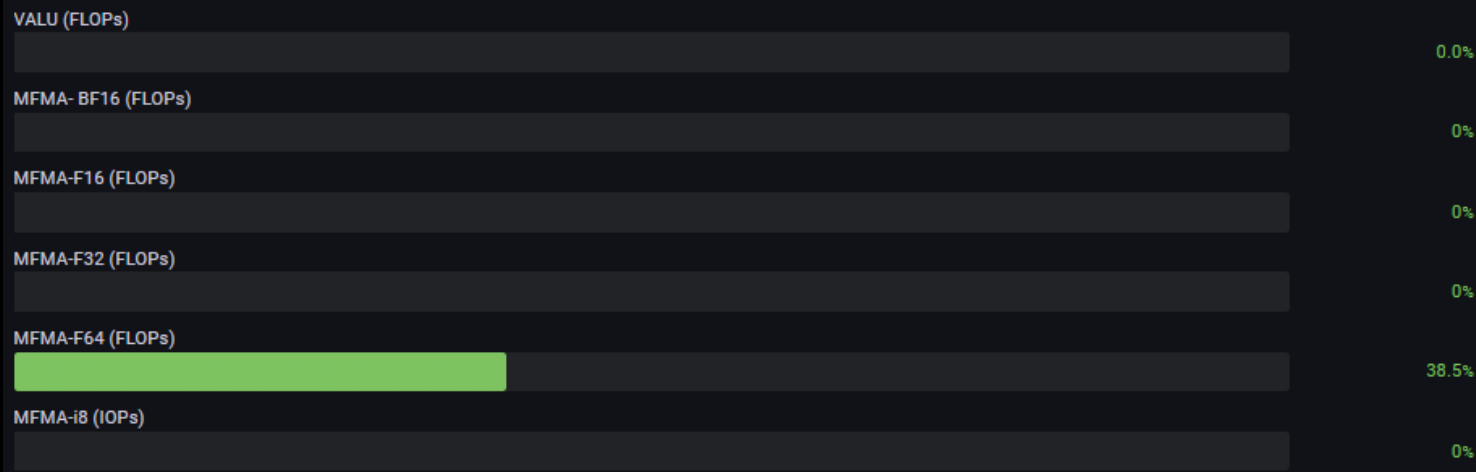 VALU (FLOPs)
0.0%
MFMA- BF16 (FLOPs)
0%
MFMA-F16 (FLOPs)
0%
MFMA-F32 (FLOPs)
0%
MFMA-F64 (FLOPs)
38.5%
MFMA-i8 (IOPs)
0%